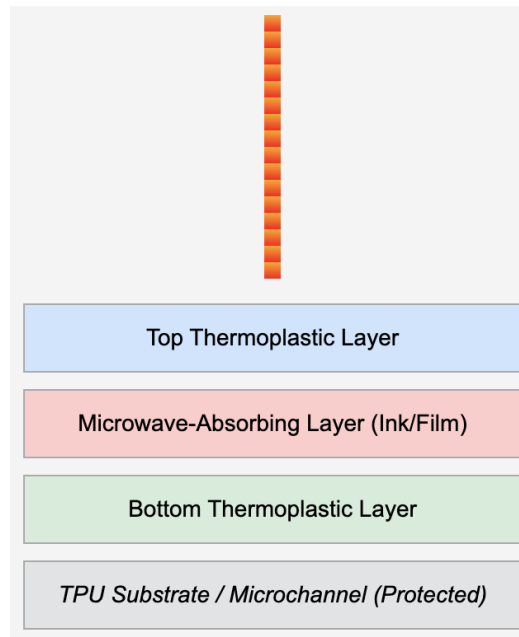 Top Thermoplastic Layer
Microwave-Absorbing Layer (Ink/Film)
Bottom Thermoplastic Layer
TPU Substrate / Microchannel (Protected)